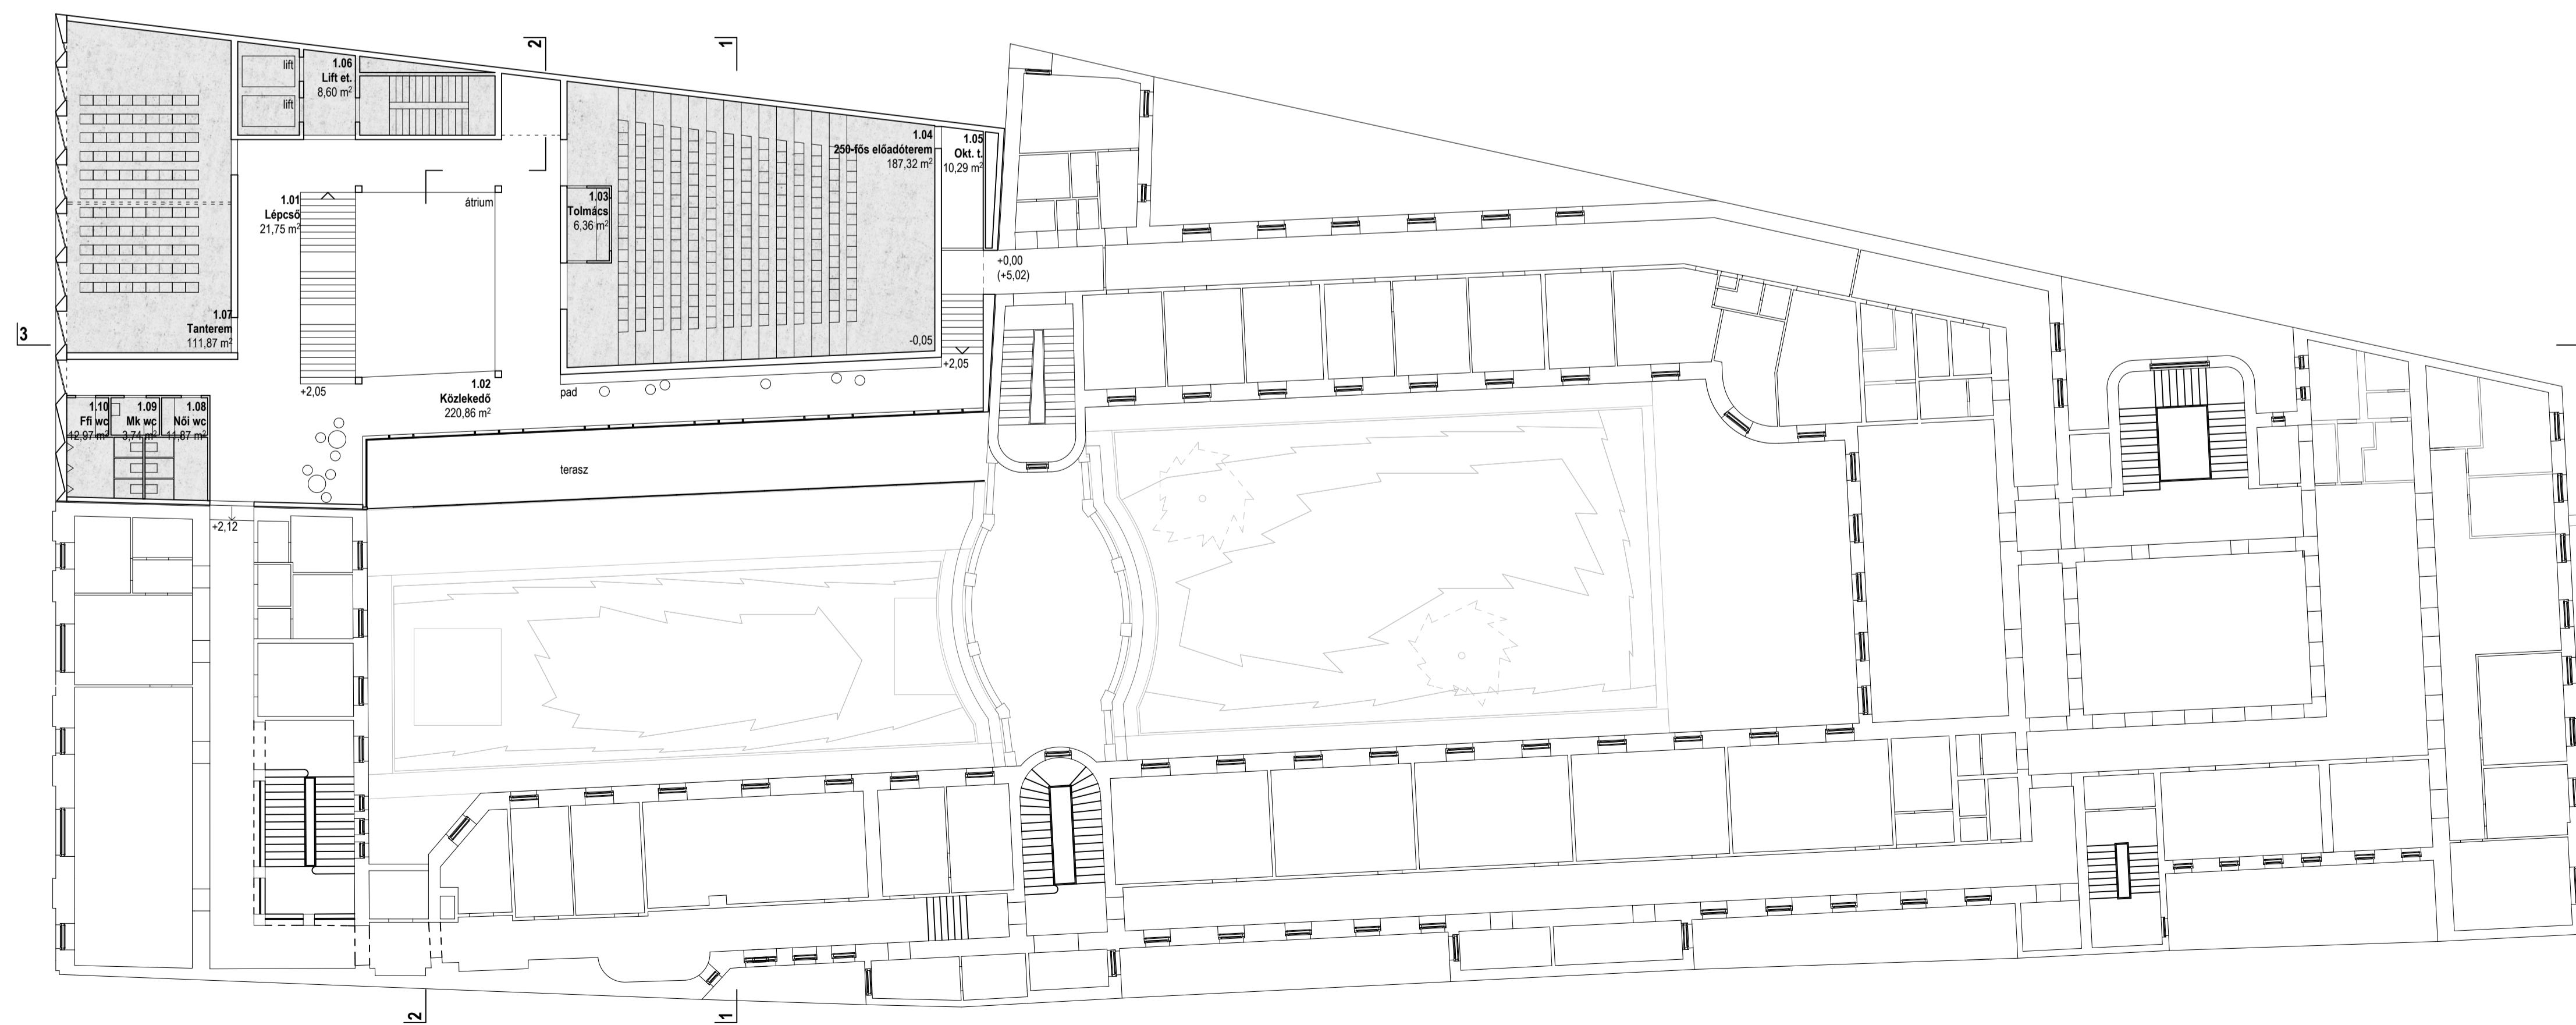 2
1
lift
lift
1.06
Lift et.
8,60 m²
1.04
250-fős előadóterem
187,32 m²
1.05
Okt. t.
10,29 m²
1.01
Lépcső
21,75 m²
átrium
1.03
Tolmács
6,36 m²
+0,00
(+5,02)
1.07
Tanterem
111,87 m²
3
-0,05
+2,05
+2,05
1.02
Közlekedő
220,86 m²
pad
1.10
Ffi wc
12,97 m²
1.09
Mk wc
3,74 m²
1.08
Női wc
11,87 m²
terasz
+2,12
2
1